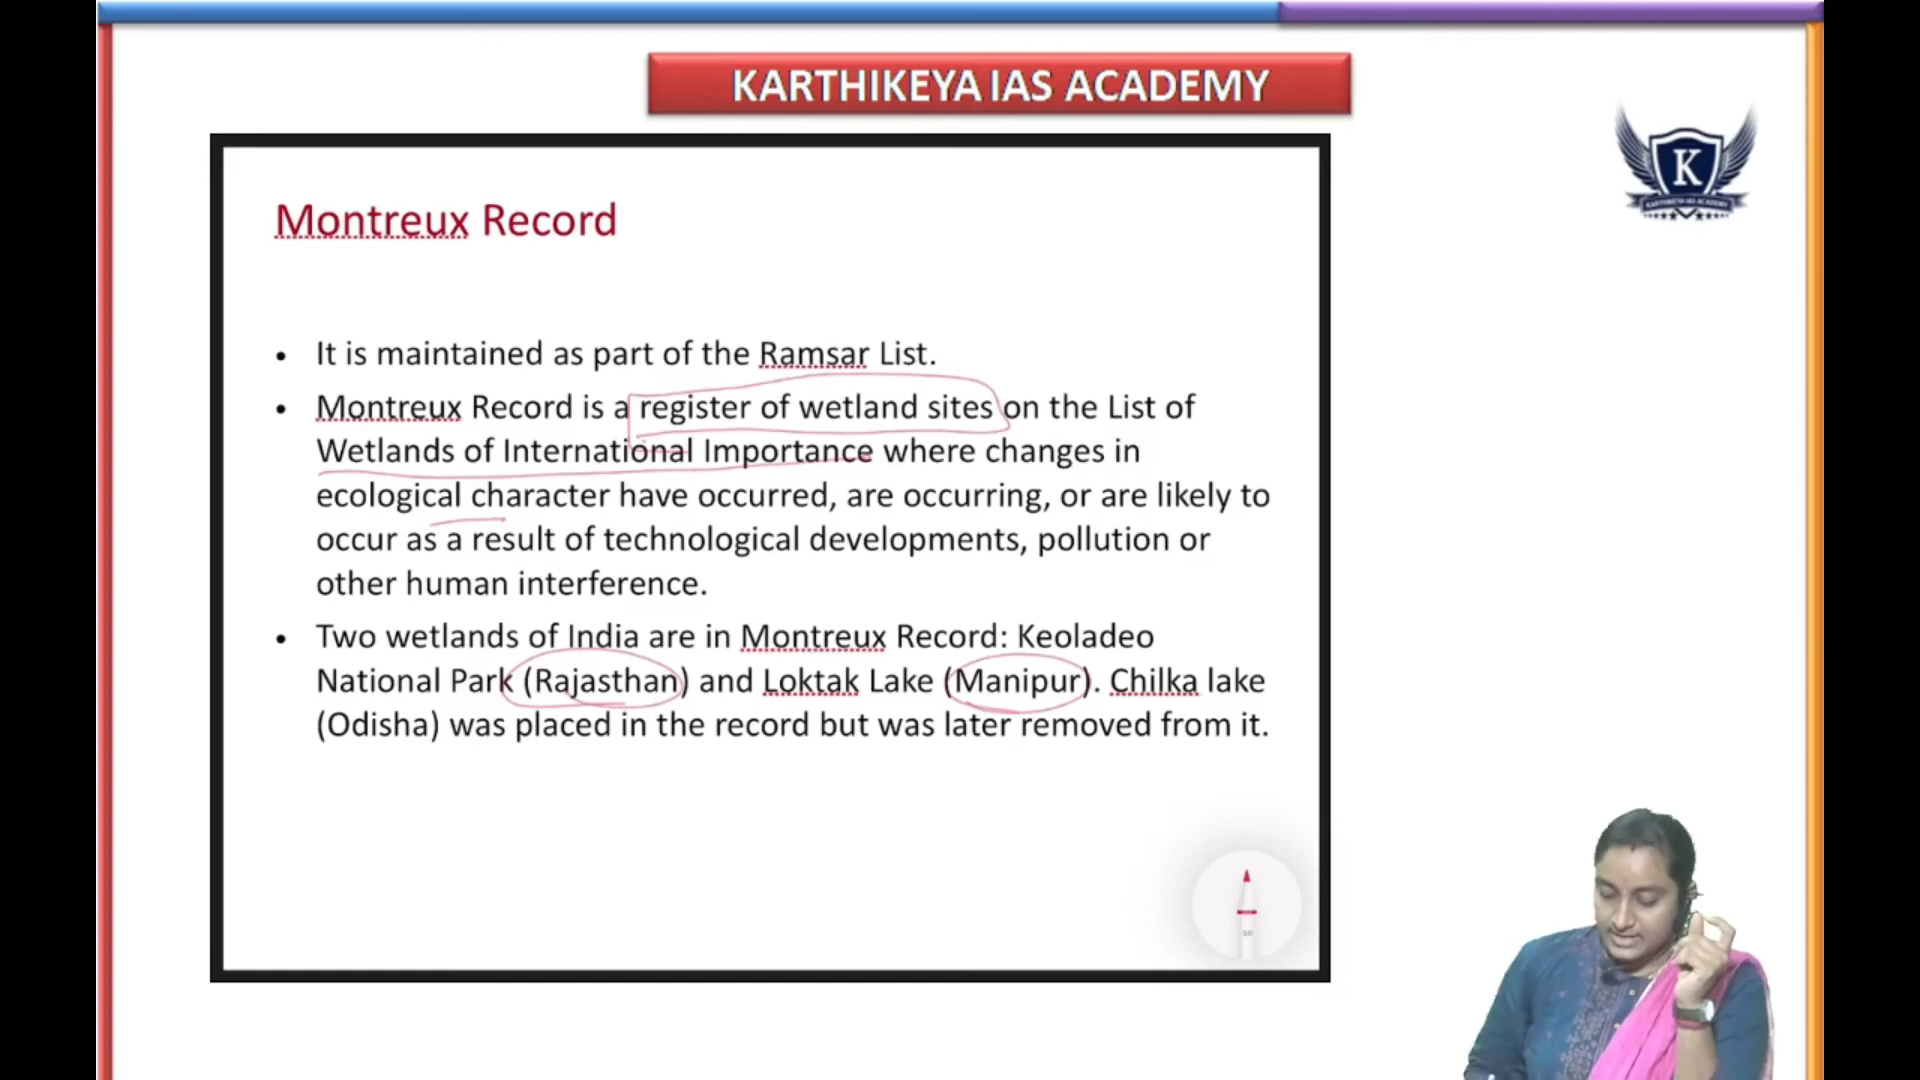 KARTHIKEYA IAS ACADEMY
K
KARTHIKEYA IAS ACADEMY
Montreux Record
• It is maintained as part of the Ramsar List.
• Montreux Record is a register of wetland sites on the List of
Wetlands of International Importance where changes in
ecological character have occurred, are occurring, or are likely to
occur as a result of technological developments, pollution or
other human interference.
• Two wetlands of India are in Montreux Record: Keoladeo
National Park (Rajasthan) and Loktak Lake (Manipur). Chilka lake
(Odisha) was placed in the record but was later removed from it.